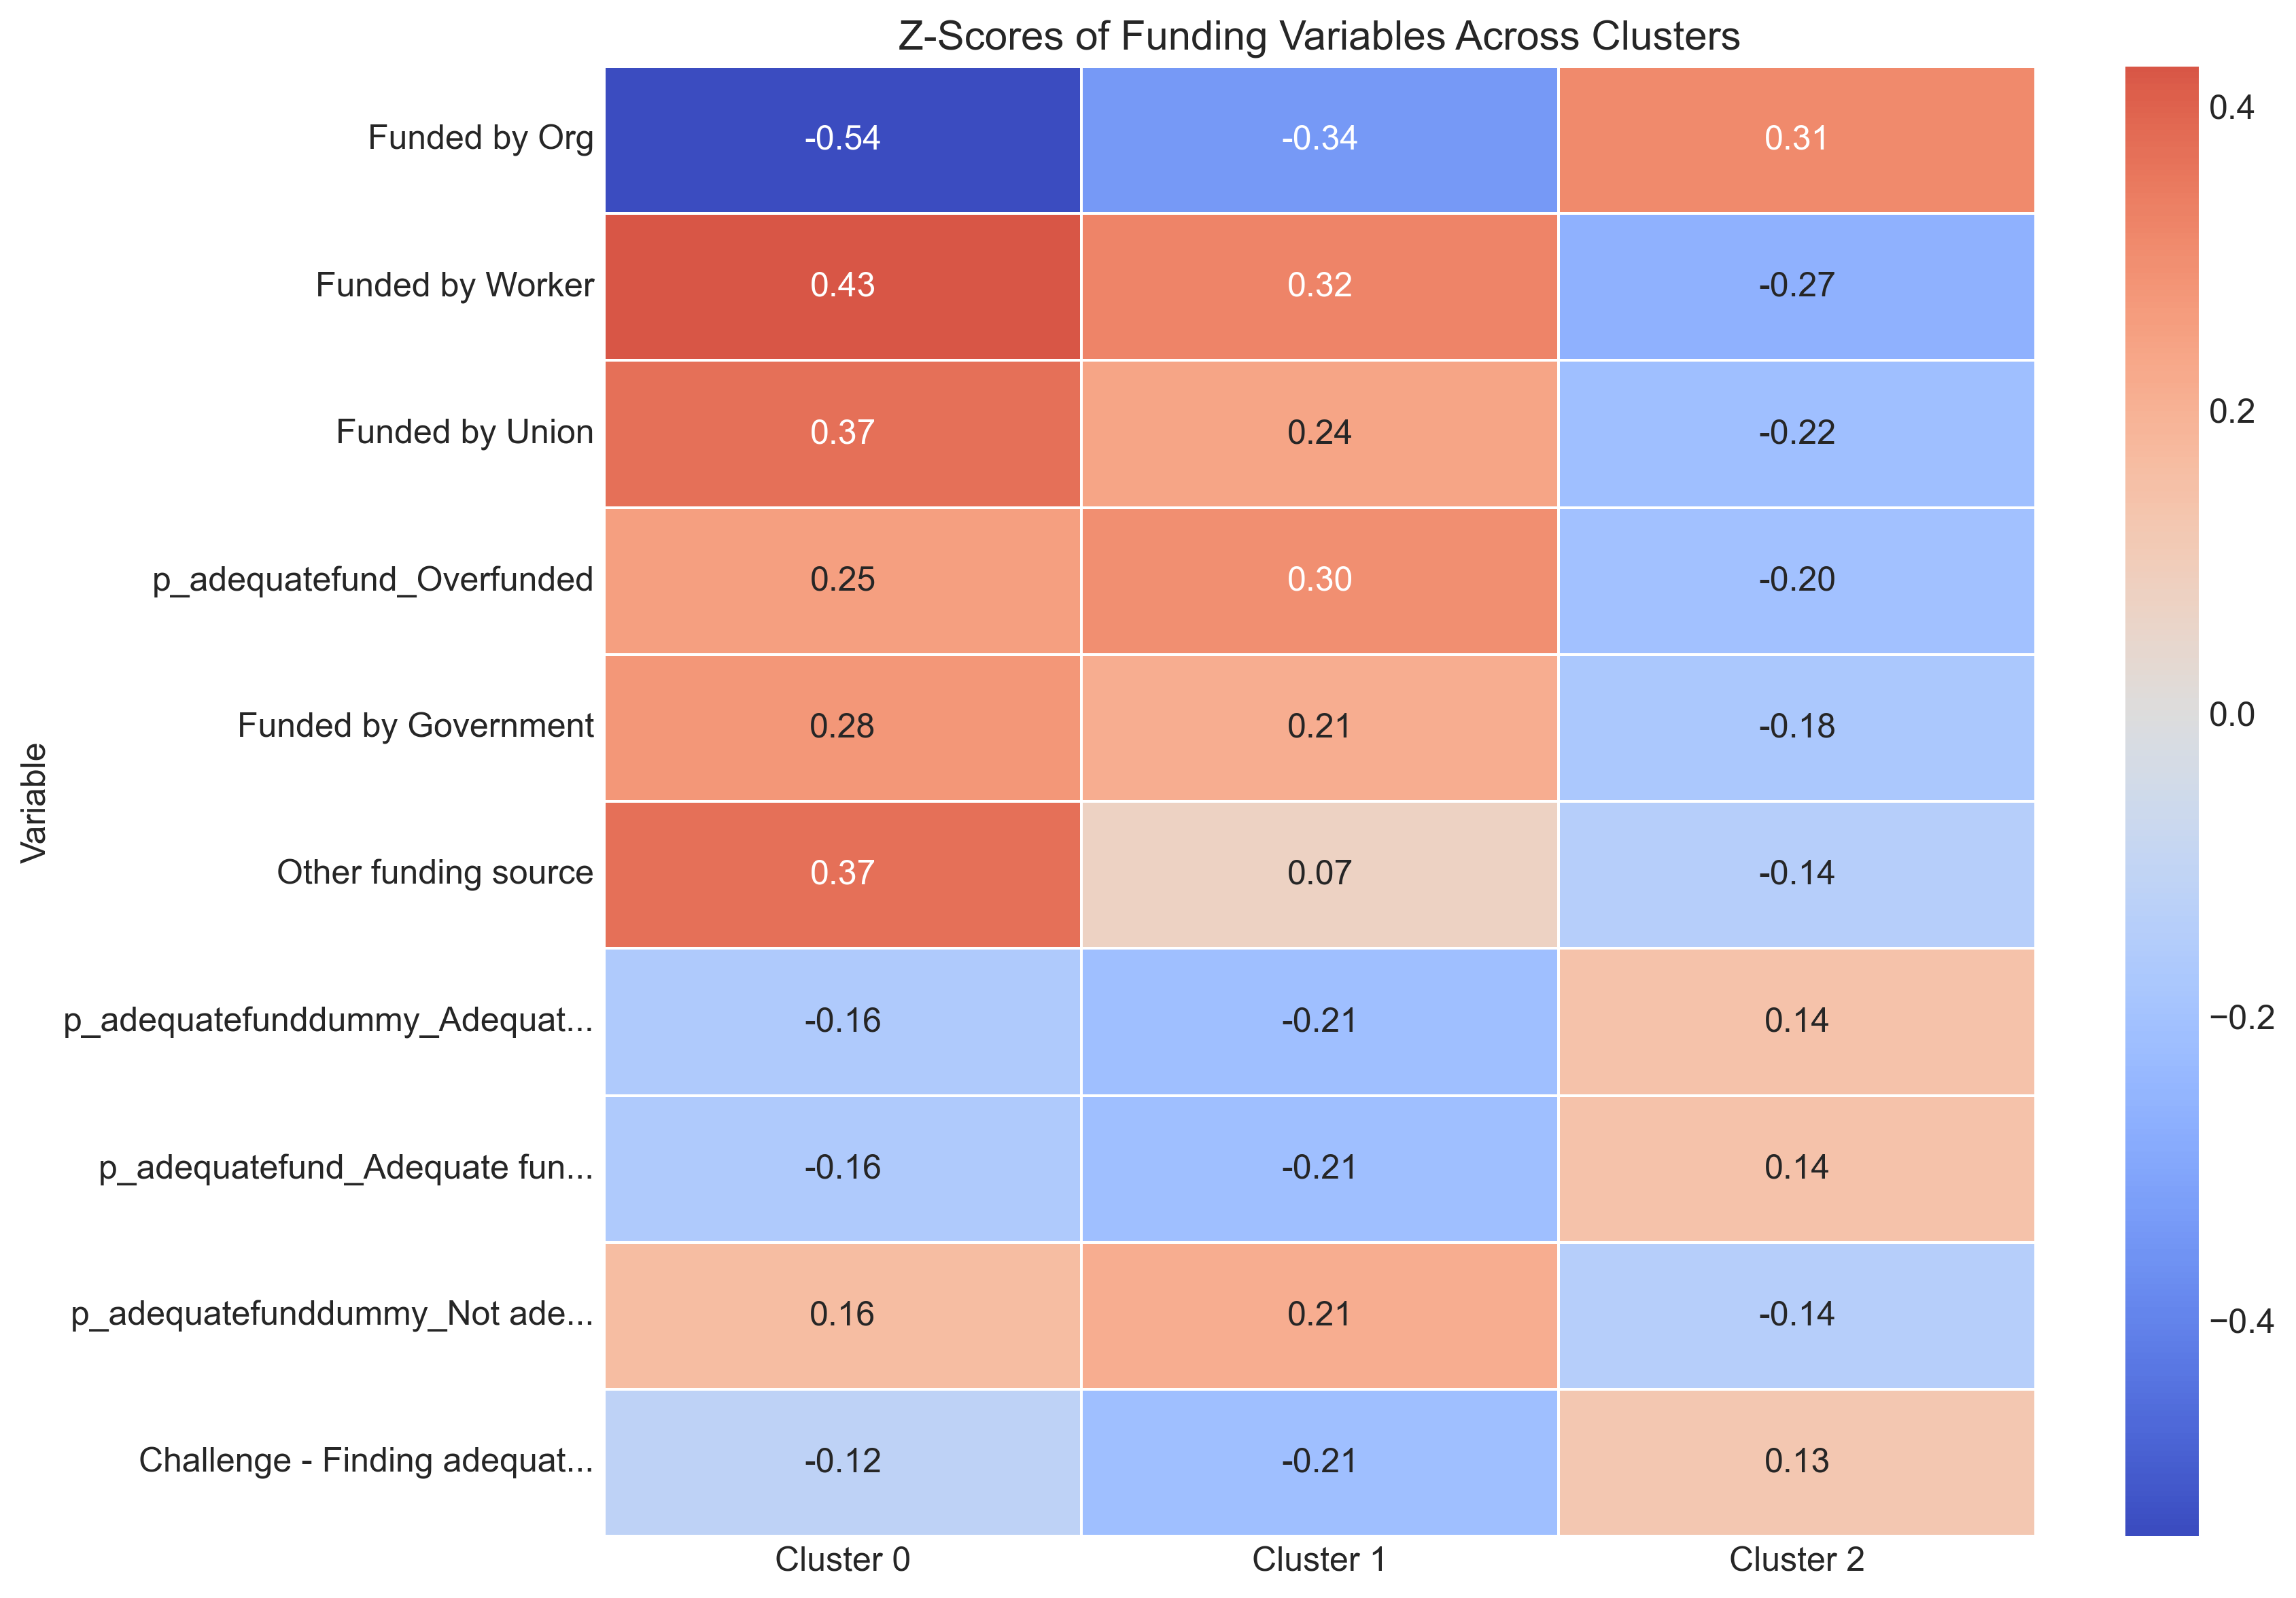 Z-Scores of Funding Variables Across Clusters
Variable
Funded by Org -0.54 -0.34 0.31
Funded by Worker 0.43 0.32 -0.27
Funded by Union 0.37 0.24 -0.22
p_adequatefund_Overfunded 0.25 0.30 -0.20
Funded by Government 0.28 0.21 -0.18
Other funding source 0.37 0.07 -0.14
p_adequatefunddummy_Adequat... -0.16 -0.21 0.14
p_adequatefund_Adequate fun... -0.16 -0.21 0.14
p_adequatefunddummy_Not ade... 0.16 0.21 -0.14
Challenge - Finding adequat... -0.12 -0.21 0.13
Cluster 0 Cluster 1 Cluster 2
0.4
0.2
0.0
−0.2
−0.4